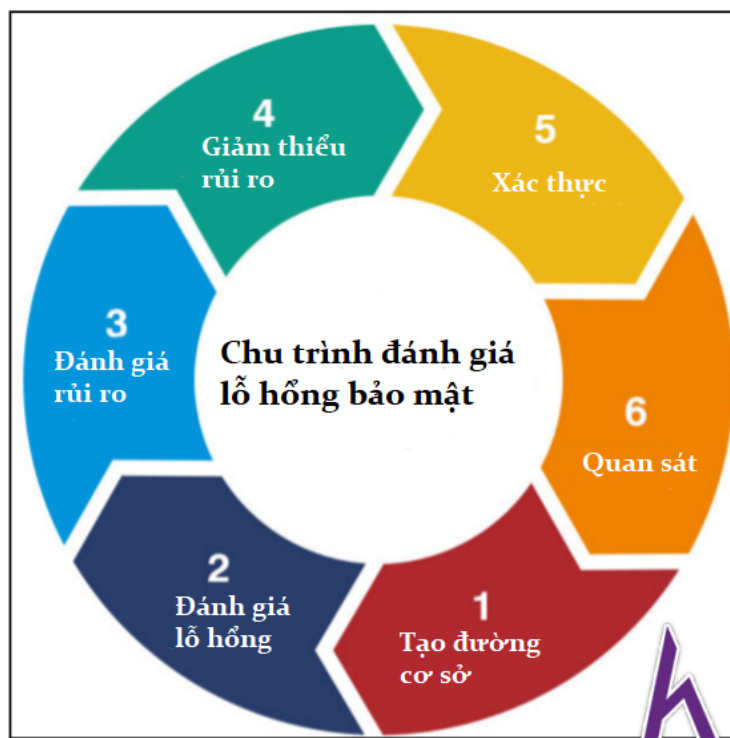 Chu trình đánh giá
lỗ hổng bảo mật
1
Tạo đường
cơ sở
2
Đánh giá
lỗ hổng
3
Đánh giá
rủi ro
4
Giảm thiểu
rủi ro
5
Xác thực
6
Quan sát